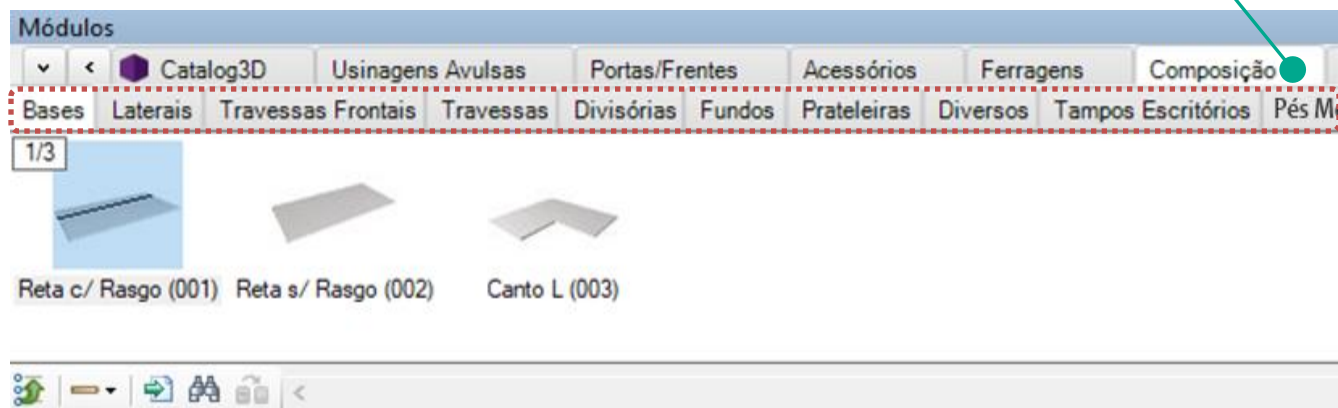 Módulos
Catalog3D Usinagens Avulsas Portas/Frentes Acessórios Ferragens Composição
Bases Laterais Travessas Frontais Travessas Divisórias Fundos Prateleiras Diversos Tampos Escritórios Pés
1/3
Reta c/ Rasgo (001) Reta s/ Rasgo (002) Canto L (003)